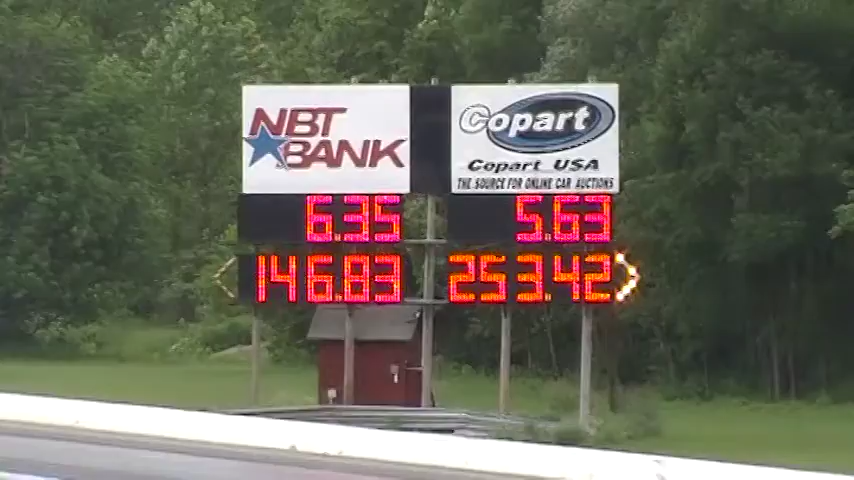 NBT
BANK
Copart
Copart USA
THE SOURCE FOR ONLINE CAR AUCTIONS
6.35
5.63
146.83
253.42